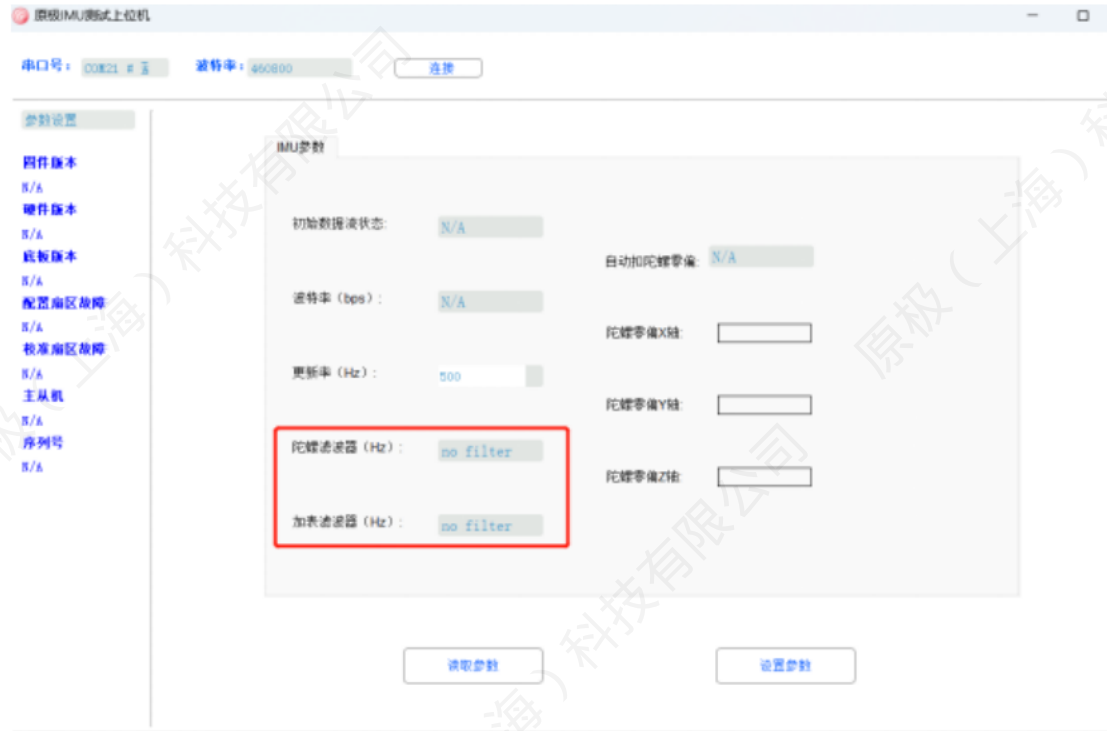 原极IMU测试上位机
串口号: COM21 # 波特率: 460800 连接
参数设置
固件版本
N/A
硬件版本
N/A
底板版本
N/A
配置扇区故障
N/A
校准扇区故障
N/A
主从机
N/A
序列号
N/A
IMU参数
初始数据流状态: N/A
波特率（bps）: N/A
更新率（Hz）: 500
陀螺滤波器（Hz）: no filter
加表滤波器（Hz）: no filter
自动扣陀螺零偏: N/A
陀螺零偏X轴:
陀螺零偏Y轴:
陀螺零偏Z轴:
读取参数
设置参数
原极（上海）科技有限公司